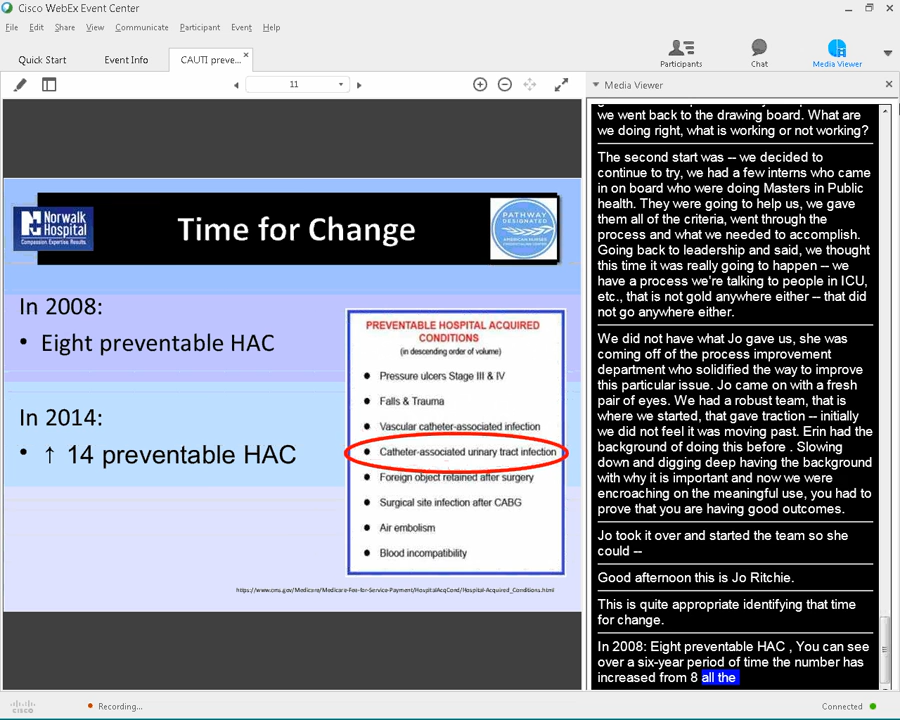 Cisco WebEx Event Center
File Edit Share View Communicate Participant Event Help
Quick Start Event Info CAUTI preve... ×
Participants Chat Media Viewer
11
Media Viewer
Norwalk
Hospital
Compassion. Expertise. Results.
Time for Change
PATHWAY
DESIGNATED
AMERICAN NURSES
CREDENTIALING CENTER
In 2008:
• Eight preventable HAC
In 2014:
• ↑ 14 preventable HAC
PREVENTABLE HOSPITAL ACQUIRED
CONDITIONS
(in descending order of volume)
● Pressure ulcers Stage III & IV
● Falls & Trauma
● Vascular catheter-associated infection
● Catheter-associated urinary tract infection
● Foreign object retained after surgery
● Surgical site infection after CABG
● Air embolism
● Blood incompatibility
https://www.cms.gov/Medicare/Medicare-Fee-for-Service-Payment/HospitalAcqCond/Hospital-Acquired_Conditions.html
we went back to the drawing board. What are
we doing right, what is working or not working?
The second start was -- we decided to
continue to try, we had a few interns who came
in on board who were doing Masters in Public
health. They were going to help us, we gave
them all of the criteria, went through the
process and what we needed to accomplish.
Going back to leadership and said, we thought
this time it was really going to happen -- we
have a process we're talking to people in ICU,
etc., that is not gold anywhere either -- that did
not go anywhere either.
We did not have what Jo gave us, she was
coming off of the process improvement
department who solidified the way to improve
this particular issue. Jo came on with a fresh
pair of eyes. We had a robust team, that is
where we started, that gave traction -- initially
we did not feel it was moving past. Erin had the
background of doing this before . Slowing
down and digging deep having the background
with why it is important and now we were
encroaching on the meaningful use, you had to
prove that you are having good outcomes.
Jo took it over and started the team so she
could --
Good afternoon this is Jo Ritchie.
This is quite appropriate identifying that time
for change.
In 2008: Eight preventable HAC , You can see
over a six-year period of time the number has
increased from 8 all the
cisco Recording... Connected